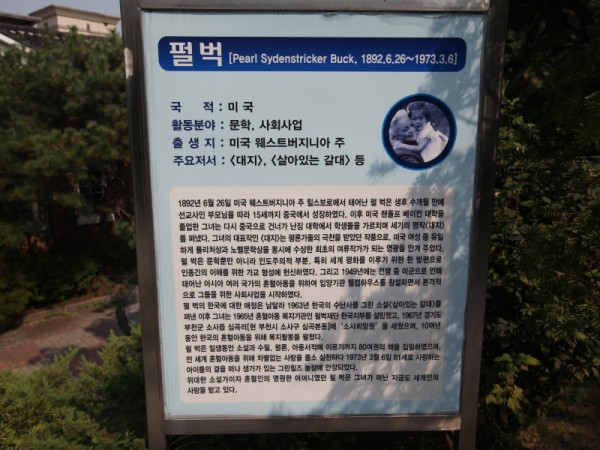 펄 벅 [Pearl Sydenstricker Buck, 1892.6.26~1973.3.6]
국 적 : 미 국
활동분야 : 문학, 사회사업
출 생 지 : 미국 웨스트버지니아 주
주요저서 : <대지>, <살아있는 갈대> 등
1892년 6월 26일 미국 웨스트버지니아 주 힐스보로에서 태어난 펄 벅은 생후 수개월 만에
선교사인 부모님을 따라 15세까지 중국에서 성장하였다. 이후 미국 랜돌프 메이컨 대학을
졸업한 그녀는 다시 중국으로 건너가 난징 대학에서 학생들을 가르치며 세기의 명작<대지>
를 펴냈다. 그녀의 대표작인 <대지>는 평론가들의 극찬을 받았던 작품으로, 미국 여성 중 유일
하게 퓰리처상과 노벨문학상을 동시에 수상한 최초의 여류작가가 되는 영광을 안겨 주었다.
펄 벅은 문학뿐만 아니라 인도주의적 부분, 특히 세계 평화를 이루기 위한 한 방편으로
인종간의 이해를 위한 가교 형성에 헌신하였다. 그리고 1949년에는 전쟁 중 미군으로 인해
태어난 아시아 여러 국가의 혼혈아동을 위하여 입양기관 웰컴하우스를 창설하면서 본격적
으로 그들을 위한 사회사업을 시작하였다.
펄 벅의 한국에 대한 애정은 남달라 1963년 한국의 수난사를 그린 소설<살아있는 갈대>를
펴낸 이후 그녀는 1965년 혼혈아동 복지기관인 펄벅재단 한국지부를 설립했고, 1967년 경기도
부천군 소사읍 심곡리[현 부천시 소사구 심곡본동]에 "소사희망원"을 세웠으며, 10여년
동안 한국의 혼혈아동을 위해 복지활동을 펼쳤다.
펄 벅은 일생동안 소설과 수필, 평론, 아동서적에 이르기까지 80여권의 책을 집필하였으며,
전 세계 혼혈아동을 위해 차별없는 사랑을 몸소 실천하다 1973년 3월 6일 81세로 사랑하는
아이들의 곁을 떠나 생가가 있는 그린힐즈 농장에 안장되었다.
위대한 소설가이자 혼혈인의 영원한 어머니였던 펄 벅은 그녀가 떠난 지금도 세계인의
사랑을 받고 있다.